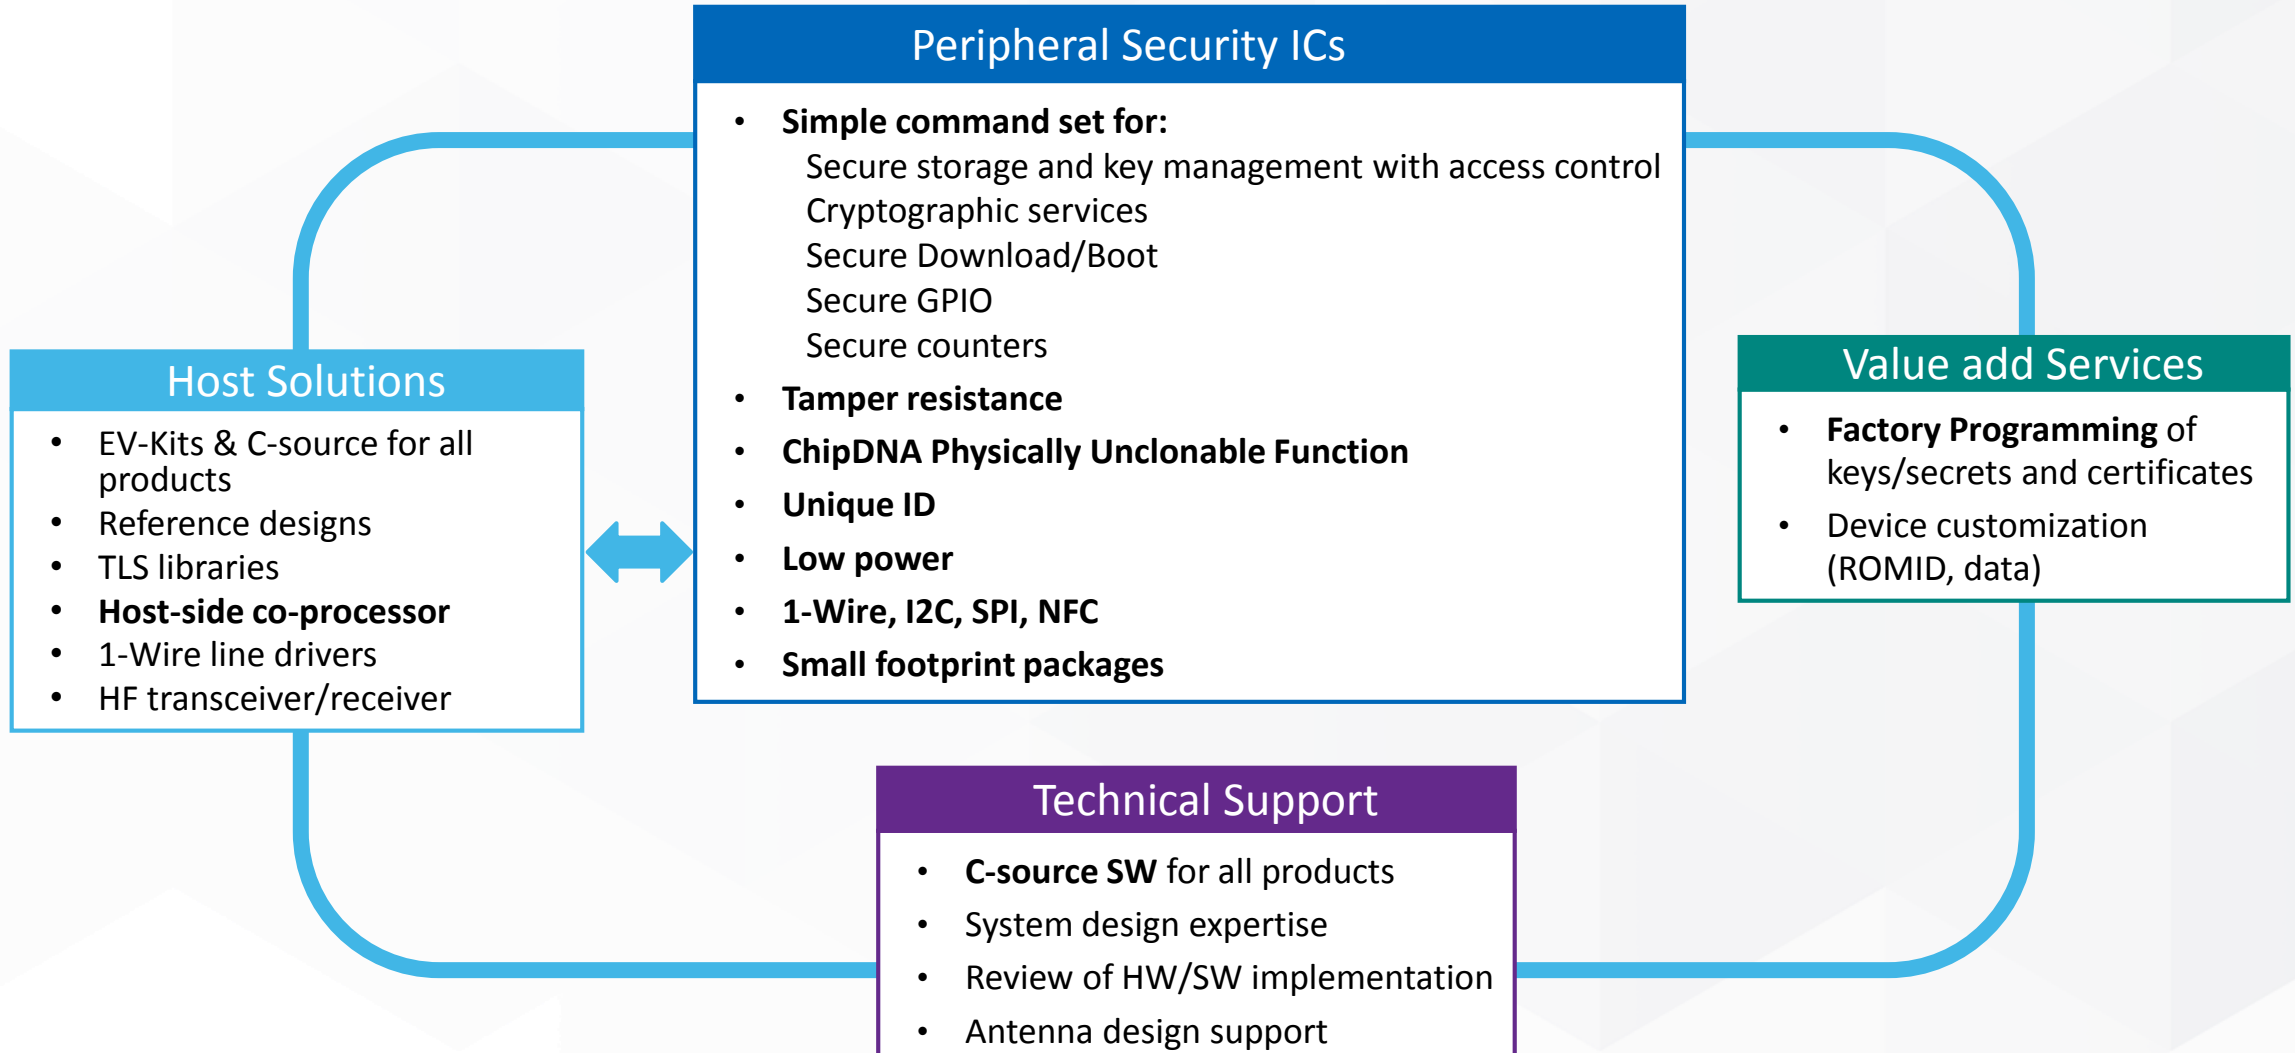 Peripheral Security ICs
• Simple command set for:
Secure storage and key management with access control
Cryptographic services
Secure Download/Boot
Secure GPIO
Secure counters
• Tamper resistance
• ChipDNA Physically Unclonable Function
• Unique ID
• Low power
• 1-Wire, I2C, SPI, NFC
• Small footprint packages
Host Solutions
• EV-Kits & C-source for all
products
• Reference designs
• TLS libraries
• Host-side co-processor
• 1-Wire line drivers
• HF transceiver/receiver
Value add Services
• Factory Programming of
keys/secrets and certificates
• Device customization
(ROMID, data)
Technical Support
• C-source SW for all products
• System design expertise
• Review of HW/SW implementation
• Antenna design support